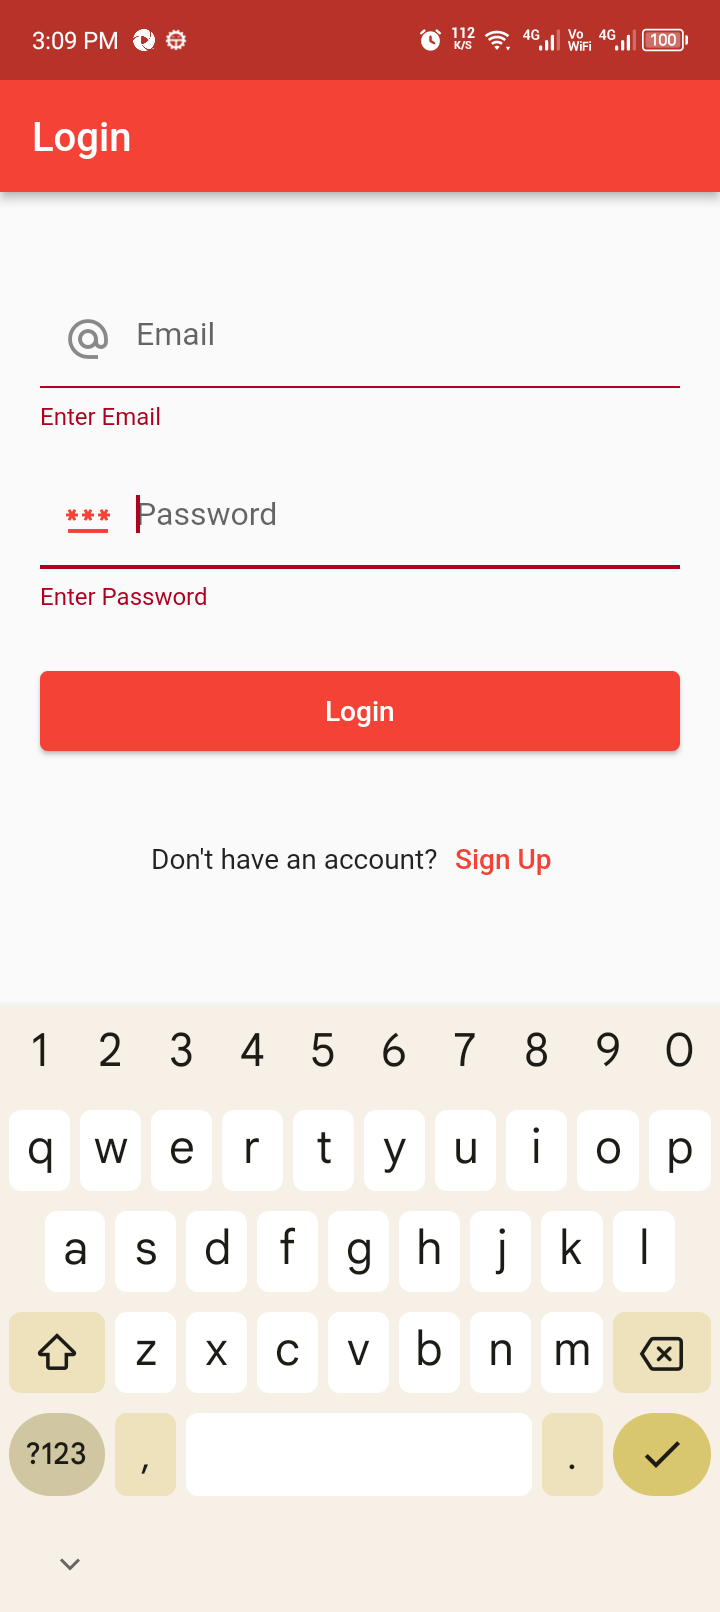 3:09 PM 112 K/S 4G Vo WiFi 4G 100
Login
Email
Enter Email
*** Password
Enter Password
Login
Don't have an account? Sign Up
1 2 3 4 5 6 7 8 9 0
q w e r t y u i o p
a s d f g h j k l
z x c v b n m
?123 , .